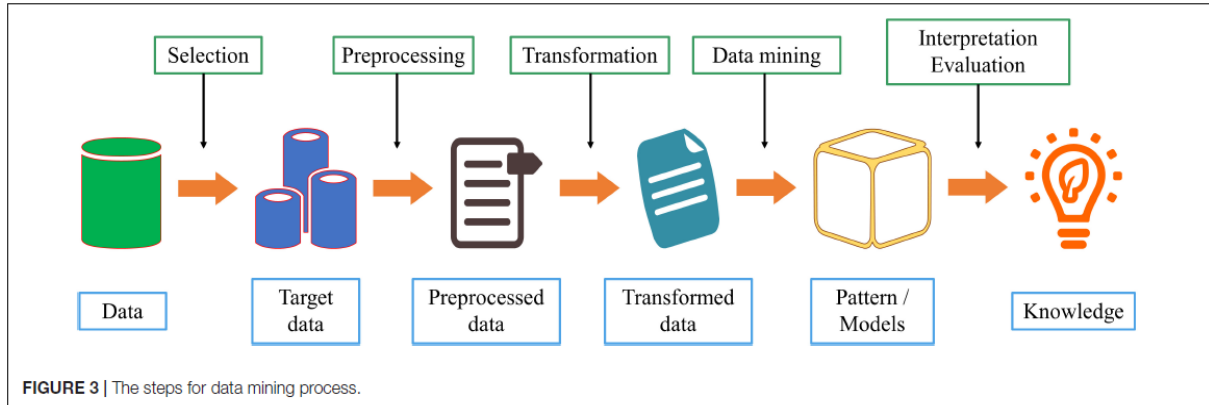 Selection
Preprocessing
Transformation
Data mining
Interpretation
Evaluation
Data
Target
data
Preprocessed
data
Transformed
data
Pattern /
Models
Knowledge
FIGURE 3 | The steps for data mining process.